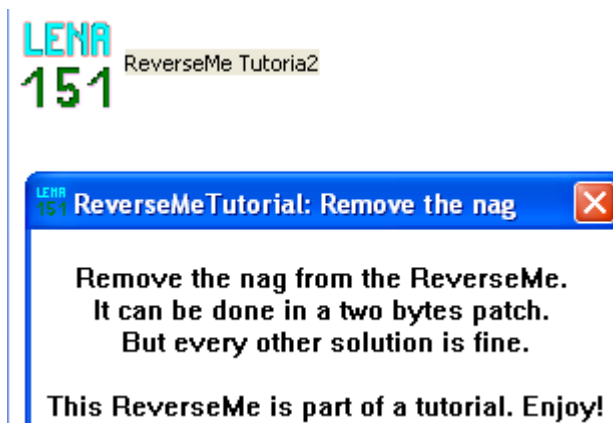 LENA
151
ReverseMe Tutoria2
LENA
151
ReverseMeTutorial: Remove the nag
Remove the nag from the ReverseMe.
It can be done in a two bytes patch.
But every other solution is fine.
This ReverseMe is part of a tutorial. Enjoy!